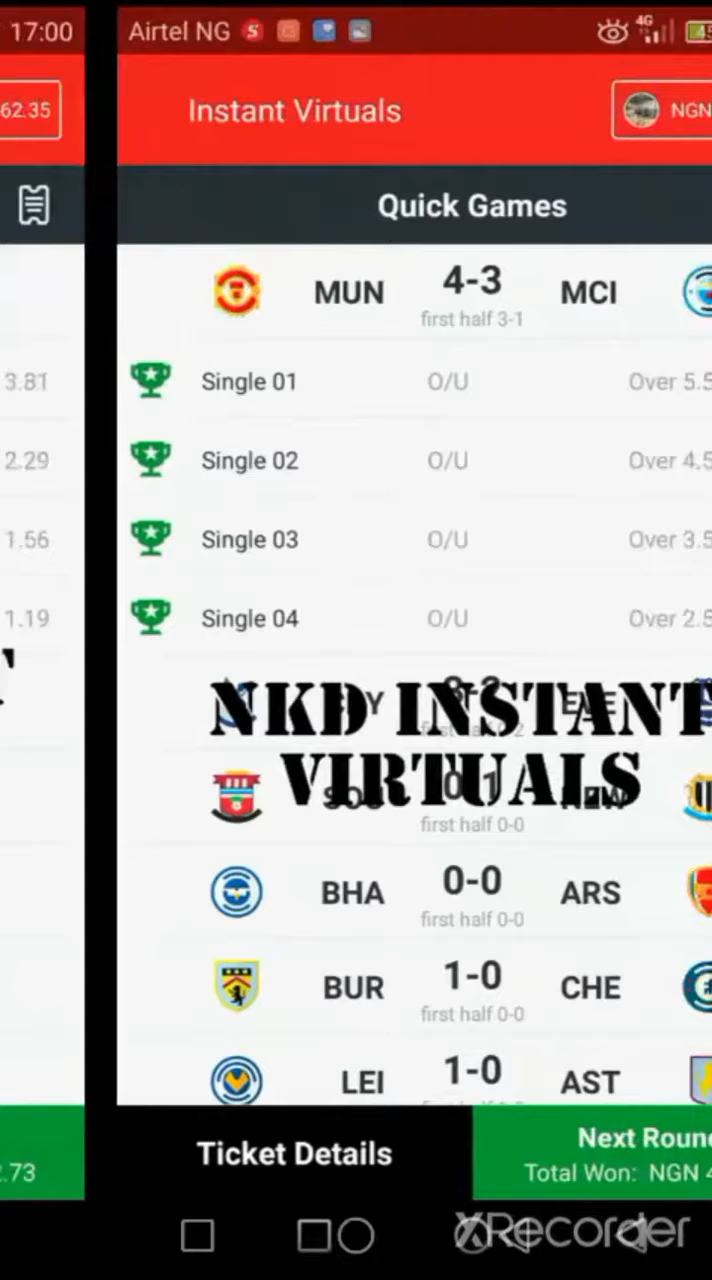 17:00
Airtel NG
4G
45
62.35
Instant Virtuals
NGN
Quick Games
MUN 4-3 MCI
first half 3-1
3.81
Single 01 O/U Over 5.5
2.29
Single 02 O/U Over 4.5
1.56
Single 03 O/U Over 3.5
1.19
Single 04 O/U Over 2.5
NKD INSTANT
VIRTUALS
first half 0-0
BHA 0-0 ARS
first half 0-0
BUR 1-0 CHE
first half 0-0
LEI 1-0 AST
.73
Ticket Details
Next Round
Total Won: NGN 4
XRecorder